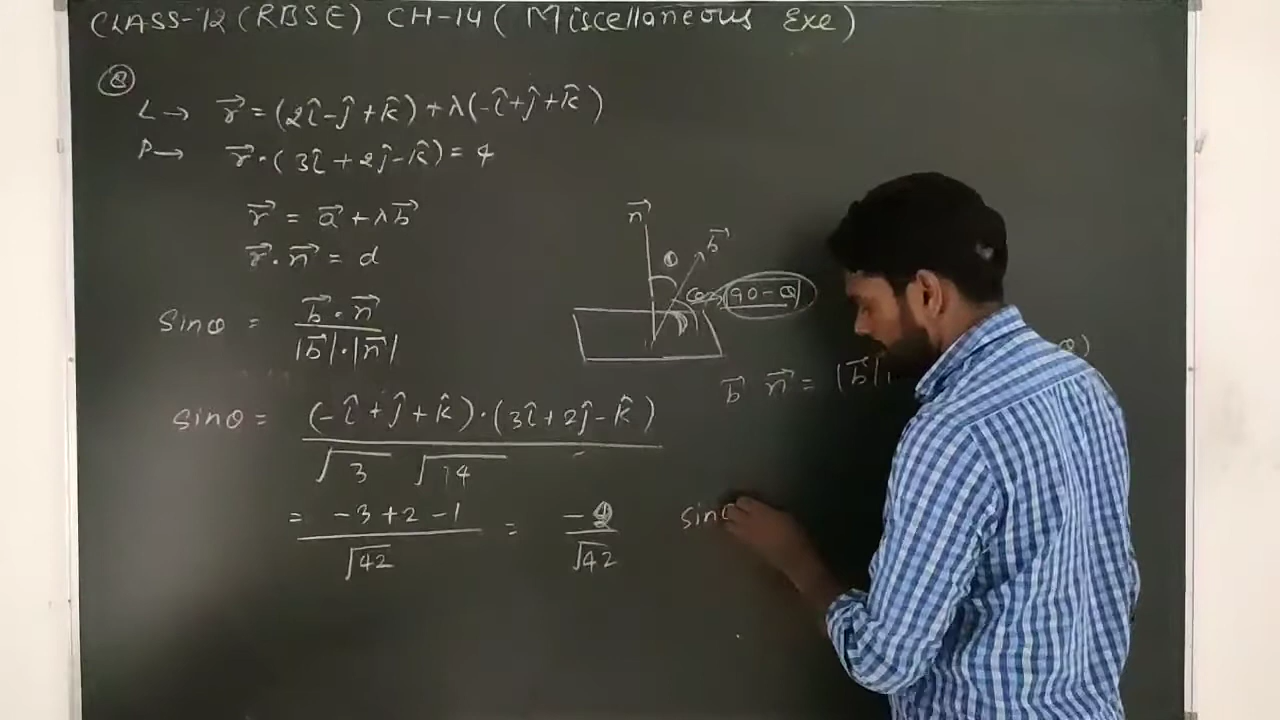 CLASS-12 (RBSE) CH-14 ( Miscellaneous Exe )
⑧
L → r⃗ = (2î-ĵ+k̂) + λ(-î+ĵ+k̂)
P → r⃗·(3î+2ĵ-k̂) = 4
r⃗ = a⃗ + λb⃗
r⃗·n⃗ = d
sinθ = b⃗·n⃗ / |b⃗|·|n⃗|
n⃗
b⃗
θ
cos(90-θ)
b⃗ n⃗ = |b⃗|
θ)
sinθ = (-î+ĵ+k̂)·(3î+2ĵ-k̂) / √3 √14
= -3+2-1 / √42 = -2 / √42
sinθ